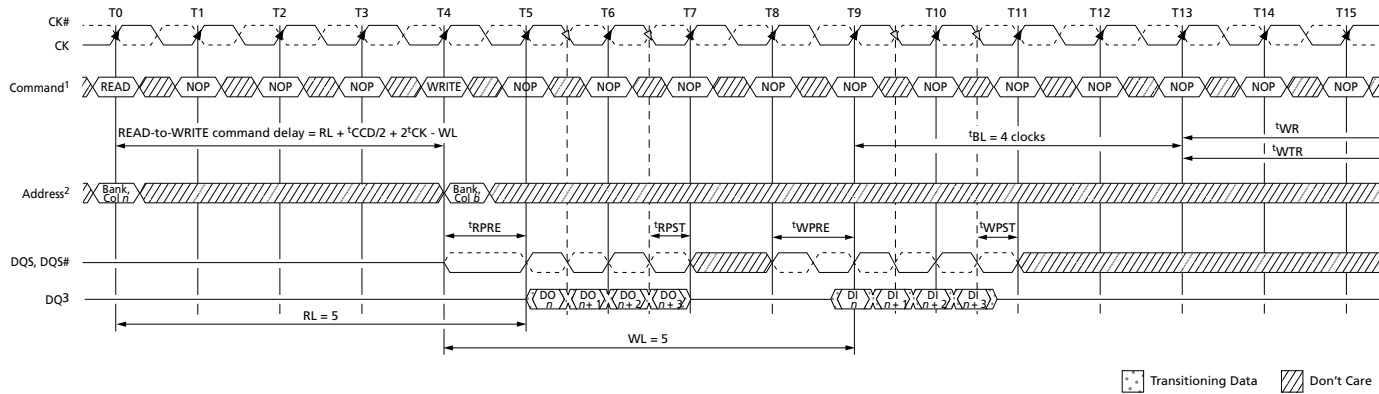 T0 T1 T2 T3 T4 T5 T6 T7 T8 T9 T10 T11 T12 T13 T14 T15
CK#
CK
Command¹ READ NOP NOP NOP WRITE NOP NOP NOP NOP NOP NOP NOP NOP NOP NOP NOP
READ-to-WRITE command delay = RL + ᵗCCD/2 + 2ᵗCK - WL
ᵗBL = 4 clocks
ᵗWR
ᵗWTR
Address² Bank, Col n Bank, Col b
ᵗRPRE ᵗRPST ᵗWPRE ᵗWPST
DQS, DQS#
DQ³ DO n DO n + 1 DO n + 2 DO n + 3 DI n DI n + 1 DI n + 2 DI n + 3
RL = 5
WL = 5
Transitioning Data Don't Care